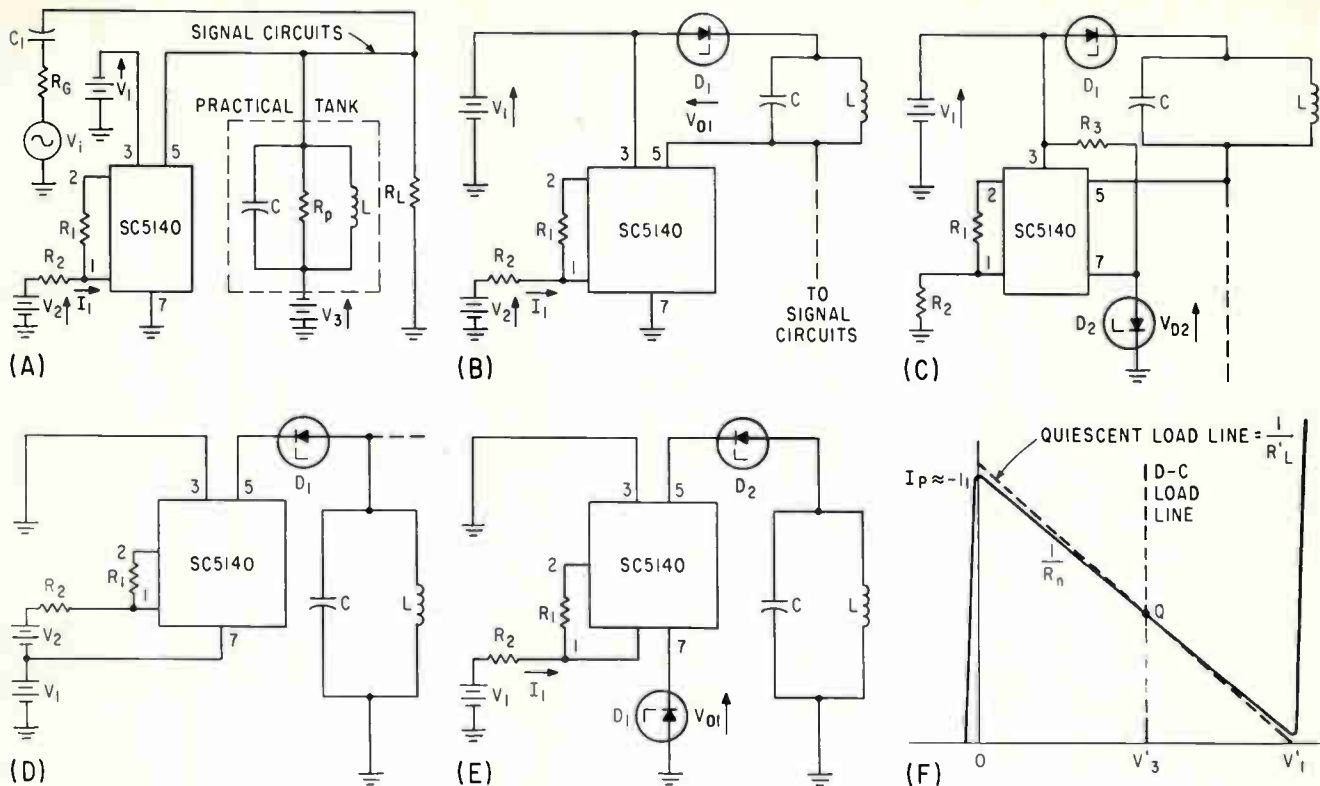 C1
RG
Vi
V1
SIGNAL CIRCUITS
PRACTICAL TANK
3 5
2
R1
SC5140
C
Rp
L
RL
R2
1
V2
I1
7
V3
(A)
D1
V1
C
L
VD1
3 5
2
R1
SC5140
R2
1
V2
I1
7
TO
SIGNAL
CIRCUITS
(B)
D1
V1
C
L
R3
3
2
5
R1
SC5140
1
7
R2
D2
VD2
(C)
D1
3 5
SC5140
2
R1
R2
1
C
L
V2
7
V1
(D)
D2
3 5
SC5140
2
R1
R2
1
C
L
V1
I1
7
D1
VD1
(E)
QUIESCENT LOAD LINE = 1/R'L
Ip ≈ -I1
D-C
LOAD
LINE
1/Rn
Q
0
V'3
V'1
(F)